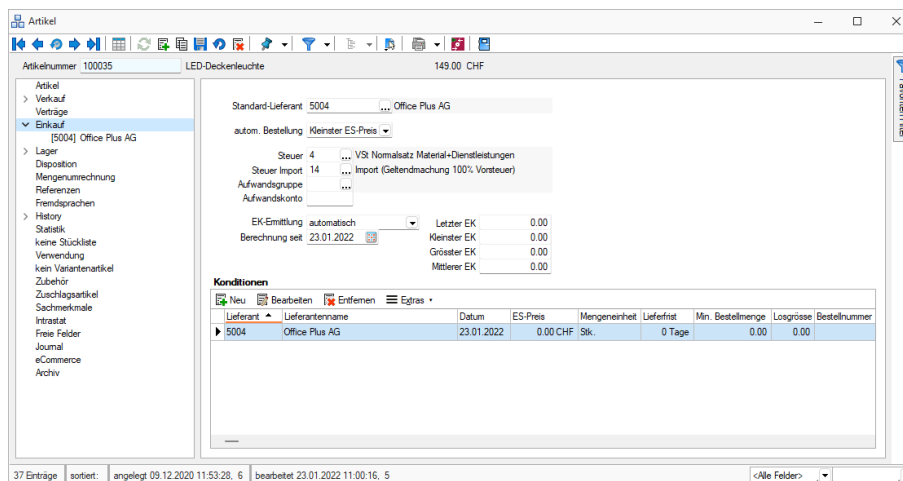 Artikel
Artikelnummer 100035 LED-Deckenleuchte 149.00 CHF
Artikel
Verkauf
Verträge
Einkauf
[5004] Office Plus AG
Lager
Disposition
Mengenumrechnung
Referenzen
Fremdsprachen
History
Statistik
keine Stückliste
Verwendung
kein Variantenartikel
Zubehör
Zuschlagsartikel
Sachmerkmale
Intrastat
Freie Felder
Journal
eCommerce
Archiv
Standard-Lieferant 5004 ... Office Plus AG
autom. Bestellung Kleinster ES-Preis
Steuer 4 ... VSt Normalsatz Material+Dienstleistungen
Steuer Import 14 ... Import (Geltendmachung 100% Vorsteuer)
Aufwandsgruppe ...
Aufwandskonto
EK-Ermittlung automatisch Letzter EK 0.00
Berechnung seit 23.01.2022 Kleinster EK 0.00
Grösster EK 0.00
Mittlerer EK 0.00
Konditionen
Neu Bearbeiten Entfernen Extras
Lieferant Lieferantenname Datum ES-Preis Mengeneinheit Lieferfrist Min. Bestellmenge Losgrösse Bestellnummer
5004 Office Plus AG 23.01.2022 0.00 CHF Stk. 0 Tage 0.00 0.00
37 Einträge sortiert: angelegt 09.12.2020 11:53:28, 6 bearbeitet 23.01.2022 11:00:16, 5 <Alle Felder>